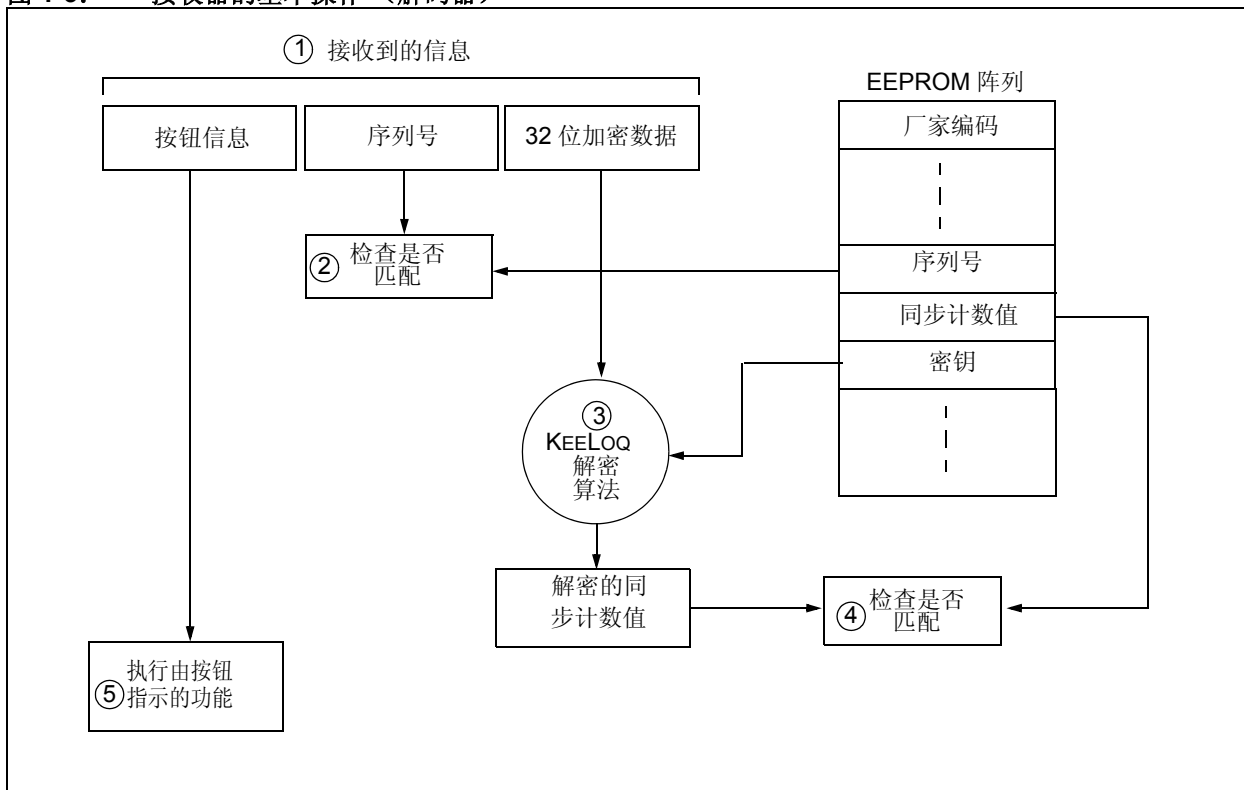 ① 接收到的信息
EEPROM 阵列
按钮信息
序列号
32 位加密数据
厂家编码
② 检查是否
匹配
序列号
同步计数值
密钥
③
KEELOQ
解密
算法
解密的同
步计数值
④ 检查是否
匹配
执行由按钮
⑤ 指示的功能